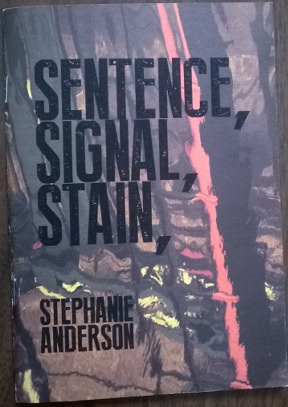 SENTENCE,
SIGNAL,
STAIN,
STEPHANIE
ANDERSON